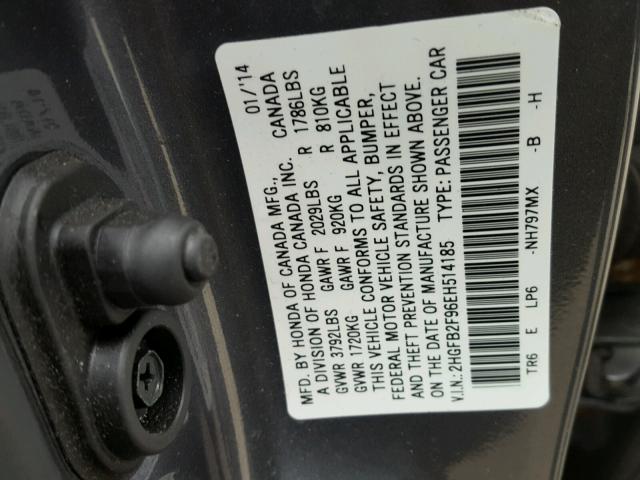 MFD. BY HONDA OF CANADA MFG., 01/'14
A DIVISION OF HONDA CANADA INC. CANADA
GVWR 3792LBS GAWR F 2029LBS R 1786LBS
GVWR 1720KG GAWR F 920KG R 810KG
THIS VEHICLE CONFORMS TO ALL APPLICABLE
FEDERAL MOTOR VEHICLE SAFETY, BUMPER,
AND THEFT PREVENTION STANDARDS IN EFFECT
ON THE DATE OF MANUFACTURE SHOWN ABOVE.
V.I.N.: 2HGFB2F96EH514185 TYPE: PASSENGER CAR
TR6 E LP6 -NH797MX -B -H